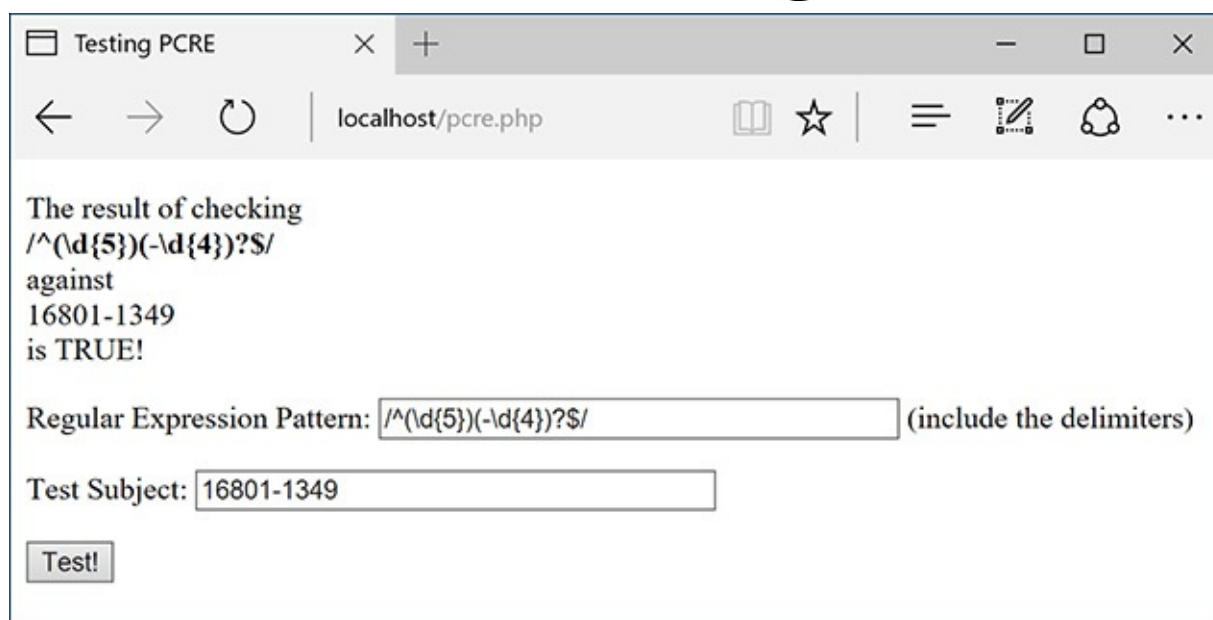 Testing PCRE
localhost/pcre.php
The result of checking
/^(\d{5})(-\d{4})?$/
against
16801-1349
is TRUE!
Regular Expression Pattern: /^(\d{5})(-\d{4})?$/ (include the delimiters)
Test Subject: 16801-1349
Test!